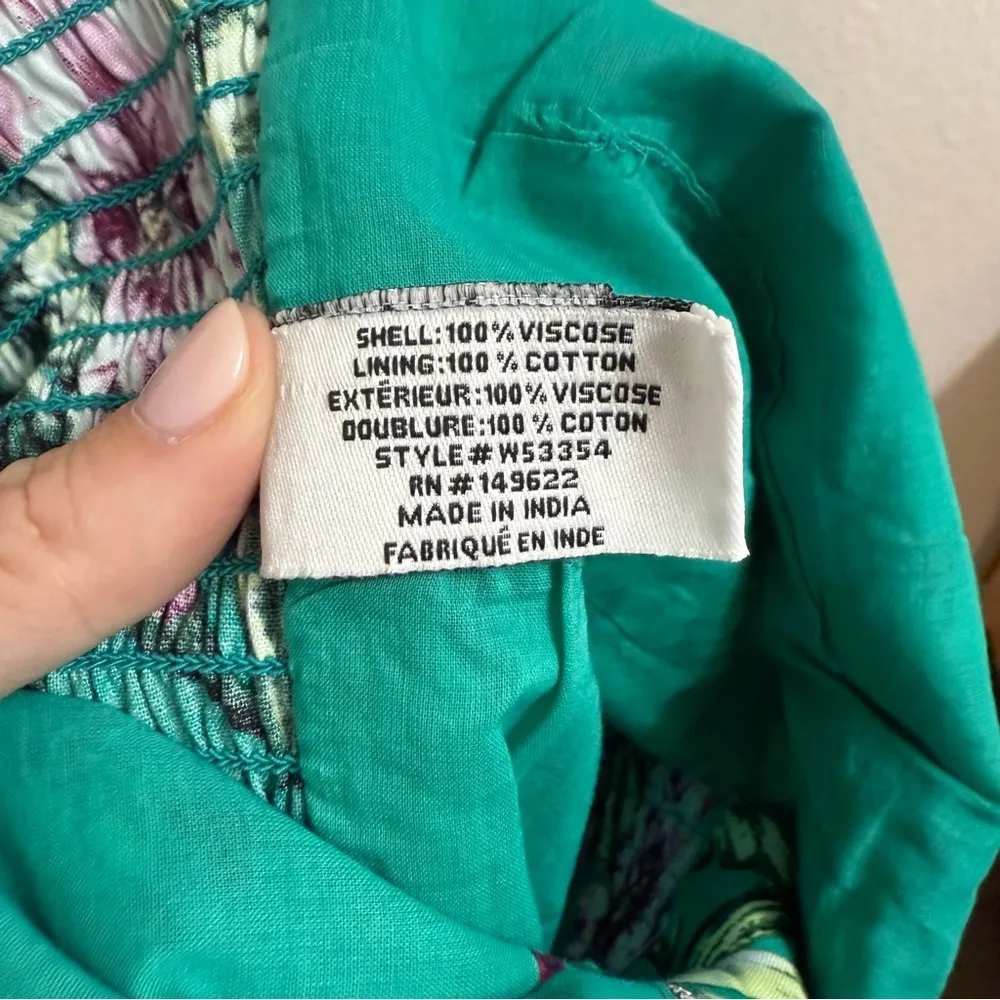 SHELL:100% VISCOSE
LINING:100 % COTTON
EXTÉRIEUR:100% VISCOSE
DOUBLURE:100 % COTON
STYLE# W53354
RN # 149622
MADE IN INDIA
FABRIQUÉ EN INDE